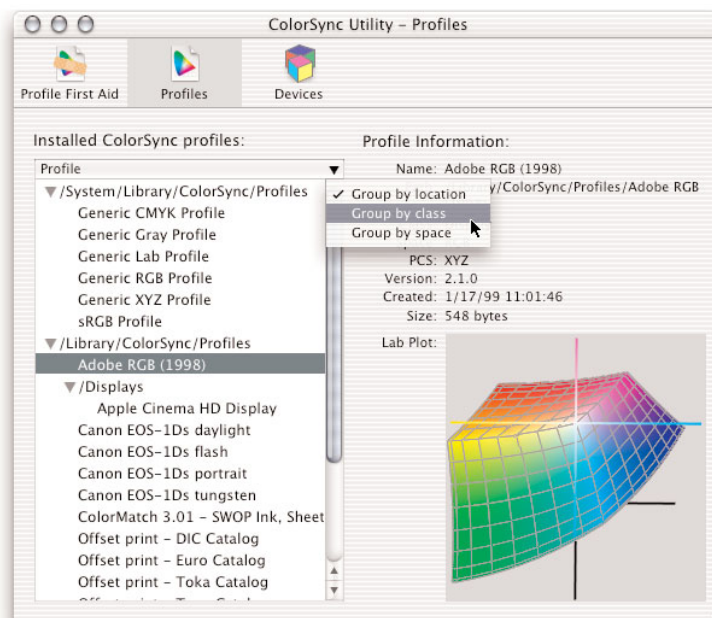 ColorSync Utility – Profiles
Profile First Aid
Profiles
Devices
Installed ColorSync profiles:
Profile
/System/Library/ColorSync/Profiles
Generic CMYK Profile
Generic Gray Profile
Generic Lab Profile
Generic RGB Profile
Generic XYZ Profile
sRGB Profile
/Library/ColorSync/Profiles
Adobe RGB (1998)
/Displays
Apple Cinema HD Display
Canon EOS-1Ds daylight
Canon EOS-1Ds flash
Canon EOS-1Ds portrait
Canon EOS-1Ds tungsten
ColorMatch 3.01 – SWOP Ink, Sheet
Offset print – DIC Catalog
Offset print – Euro Catalog
Offset print – Toka Catalog
Profile Information:
Name: Adobe RGB (1998)
/ColorSync/Profiles/Adobe RGB
Group by location
Group by class
Group by space
PCS: XYZ
Version: 2.1.0
Created: 1/17/99 11:01:46
Size: 548 bytes
Lab Plot: